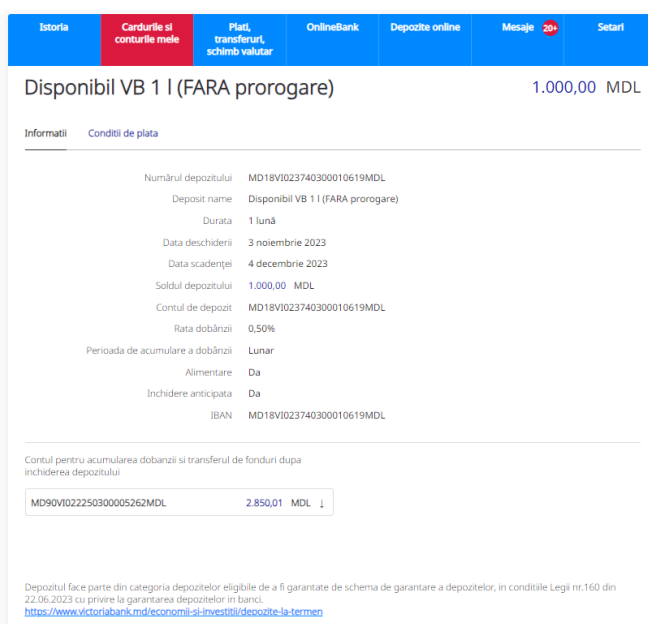 Istoria
Cardurile si
conturile mele
Plati,
transferuri,
schimb valutar
OnlineBank
Depozite online
Mesaje 20+
Setari
Disponibil VB 1 l (FARA prorogare) 1.000,00 MDL
Informatii Conditii de plata
Numărul depozitului MD18VI023740300010619MDL
Deposit name Disponibil VB 1 l (FARA prorogare)
Durata 1 lună
Data deschiderii 3 noiembrie 2023
Data scadenței 4 decembrie 2023
Soldul depozitului 1.000,00 MDL
Contul de depozit MD18VI023740300010619MDL
Rata dobânzii 0,50%
Perioada de acumulare a dobânzii Lunar
Alimentare Da
Inchidere anticipata Da
IBAN MD18VI023740300010619MDL
Contul pentru acumularea dobanzii si transferul de fonduri dupa
inchiderea depozitului
MD90VI022250300005262MDL 2.850,01 MDL ↓
Depozitul face parte din categoria depozitelor eligibile de a fi garantate de schema de garantare a depozitelor, in conditiile Legii nr.160 din
22.06.2023 cu privire la garantarea depozitelor in banci.
https://www.victoriabank.md/economii-si-investitii/depozite-la-termen